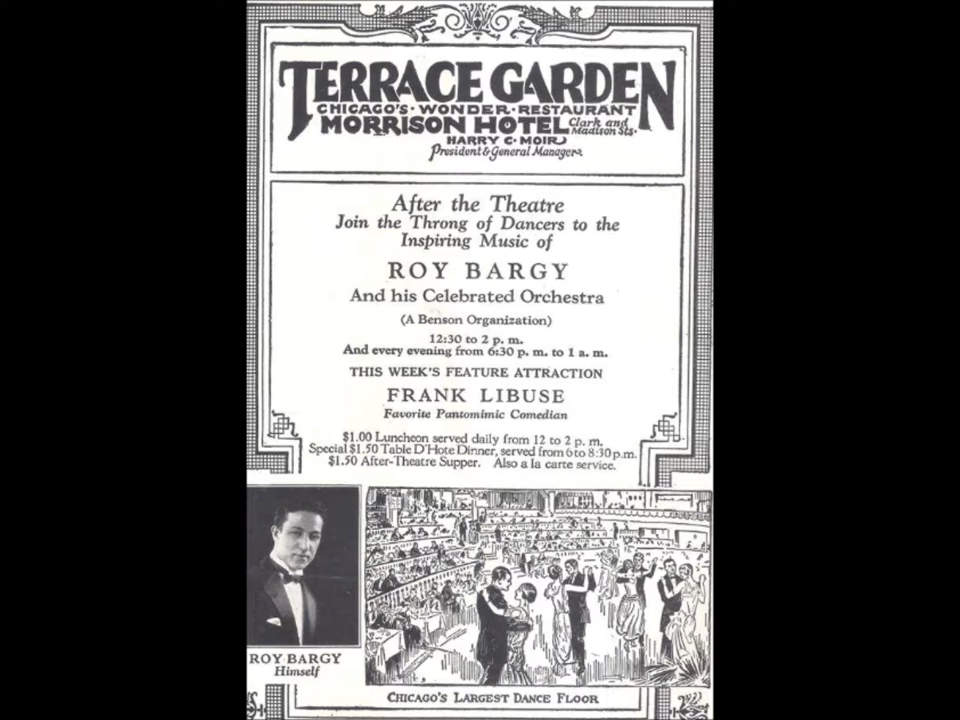 TERRACE GARDEN
CHICAGO'S · WONDER · RESTAURANT
MORRISON HOTEL Clark and Madison Sts.
HARRY C. MOIR
President & General Manager.
After the Theatre
Join the Throng of Dancers to the
Inspiring Music of
ROY BARGY
And his Celebrated Orchestra
(A Benson Organization)
12:30 to 2 p. m.
And every evening from 6:30 p. m. to 1 a. m.
THIS WEEK'S FEATURE ATTRACTION
FRANK LIBUSE
Favorite Pantomimic Comedian
$1.00 Luncheon served daily from 12 to 2 p. m.
Special $1.50 Table D'Hote Dinner, served from 6 to 8:30 p.m.
$1.50 After-Theatre Supper. Also a la carte service.
ROY BARGY
Himself
CHICAGO'S LARGEST DANCE FLOOR